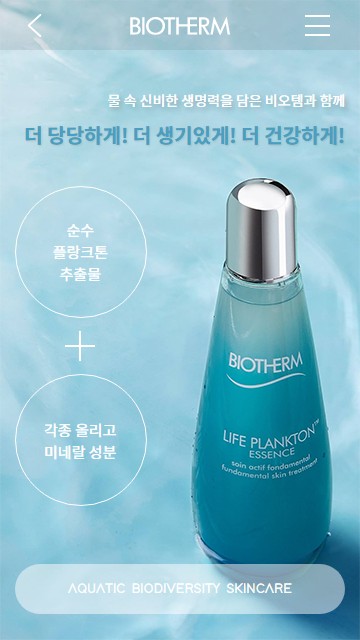 BIOTHERM
물 속 신비한 생명력을 담은 비오템과 함께
더 당당하게! 더 생기있게! 더 건강하게!
순수
플랑크톤
추출물
+
각종 올리고
미네랄 성분
BIOTHERM
LIFE PLANKTON™
ESSENCE
soin actif fondamental
fundamental skin treatment
AQUATIC BIODIVERSITY SKINCARE